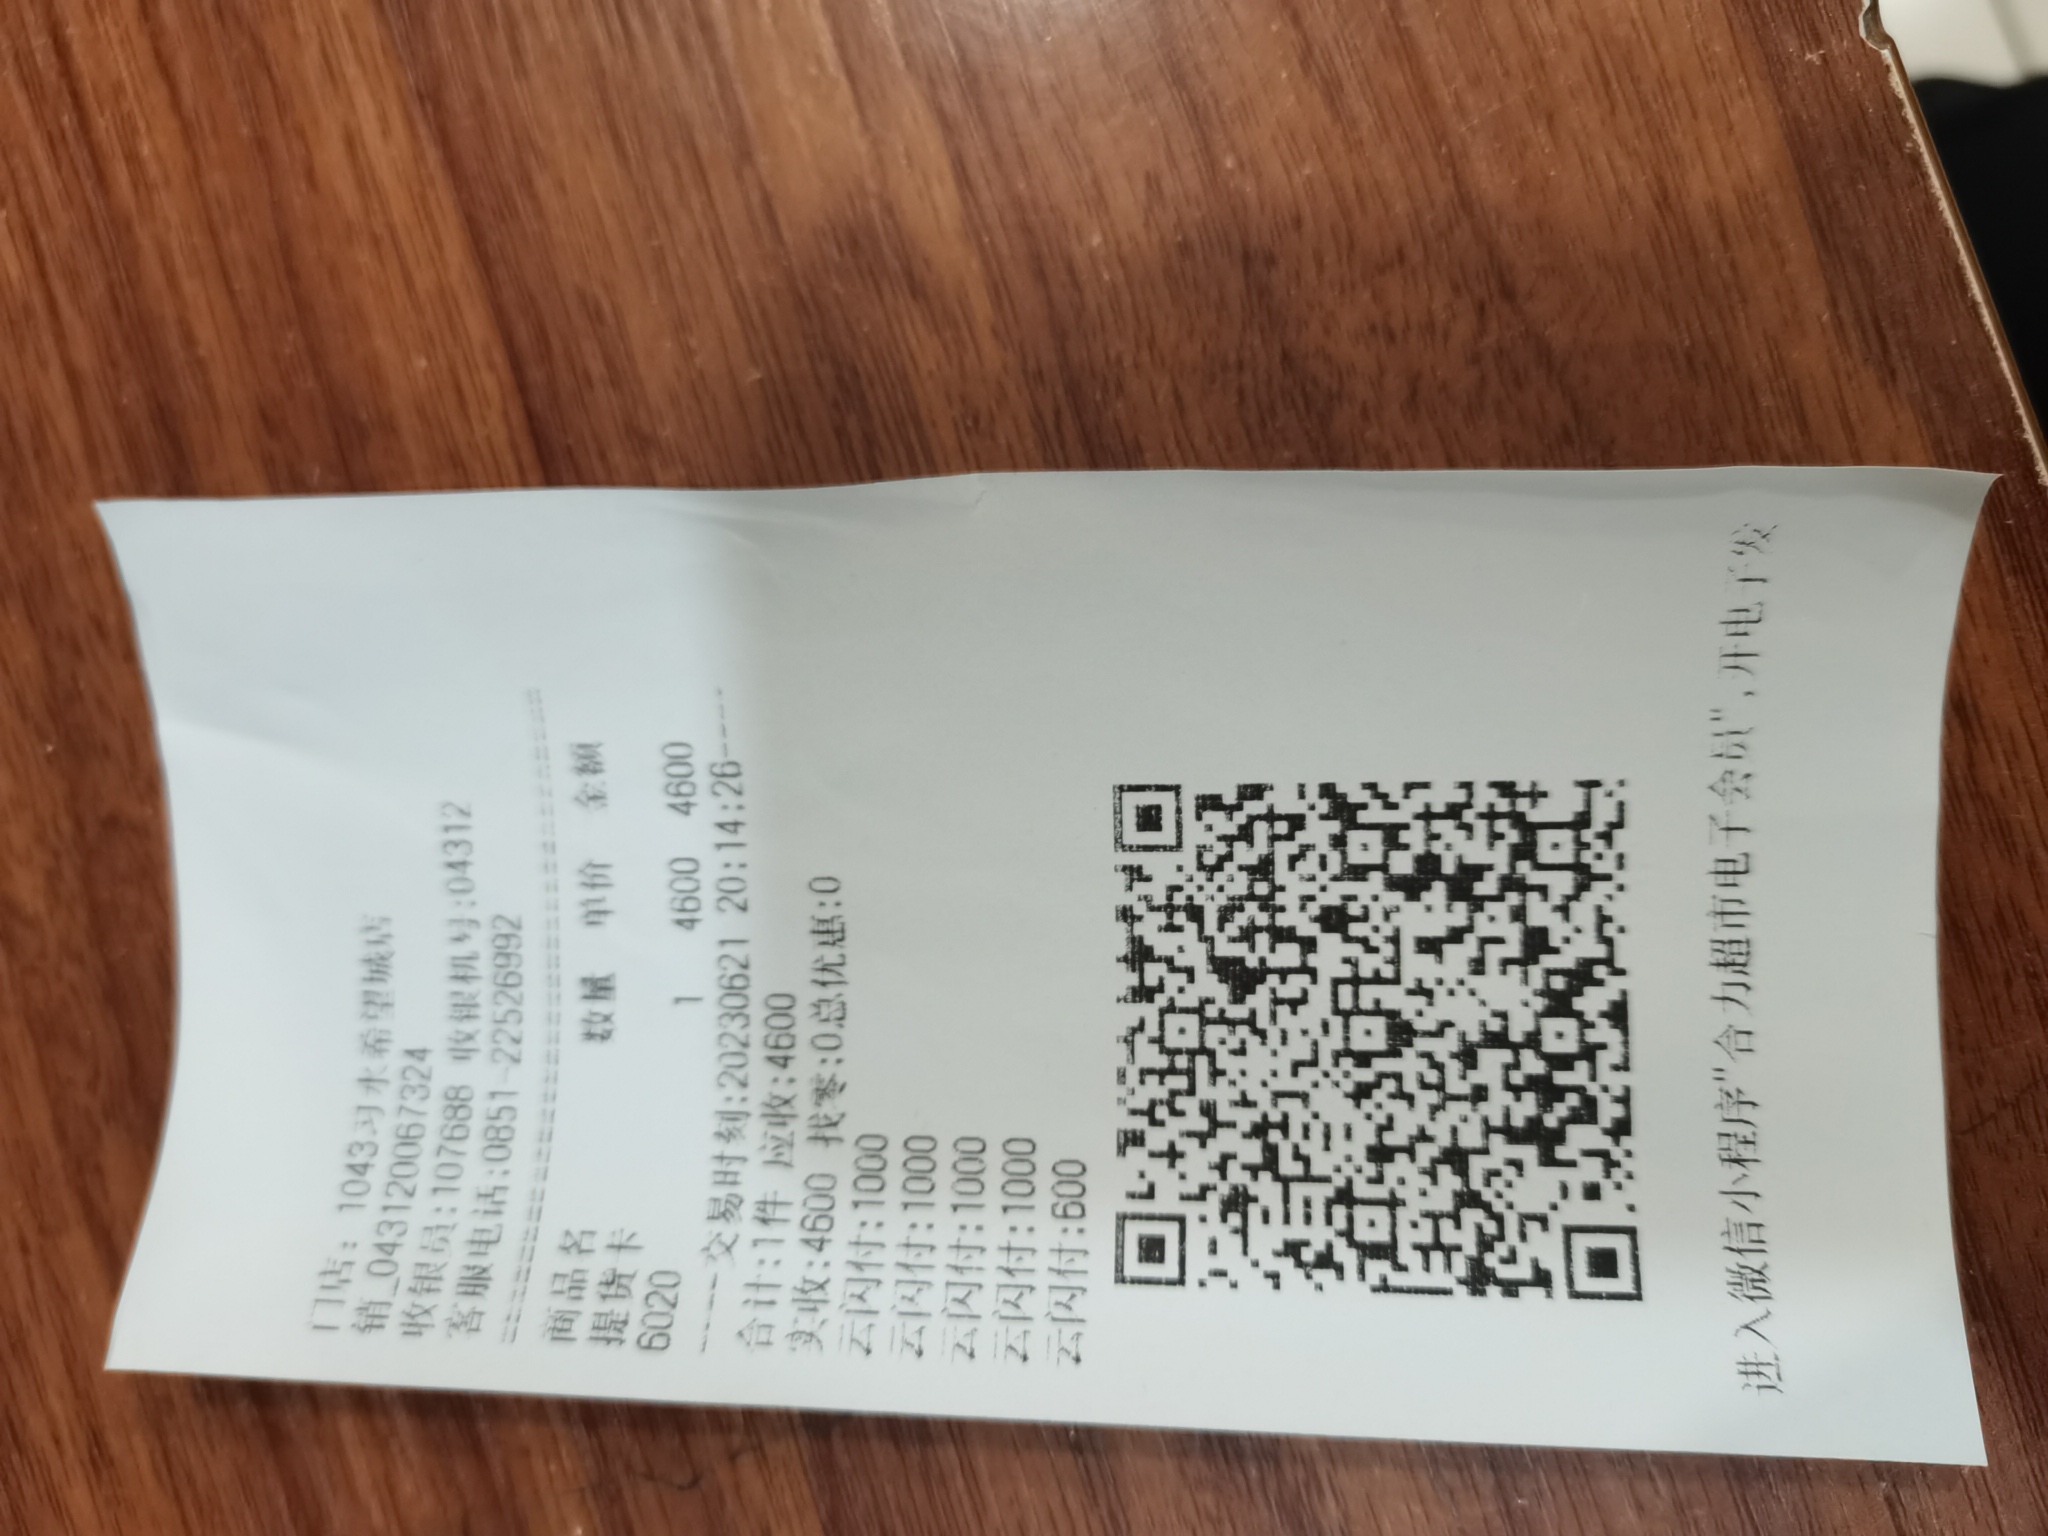 门店: 1043习水希望城店
销_043120067324
收银员:107688 收银机号:04312
客服电话:0851-22526992
商品名 数量 单价 金额
提货卡
6020 1 4600 4600
----交易时刻:20230621 20:14:26----
合计:1件 应收:4600
实收:4600 找零:0总优惠:0
云闪付:1000
云闪付:1000
云闪付:1000
云闪付:1000
云闪付:600
进入微信小程序"合力超市电子会员",开电子发